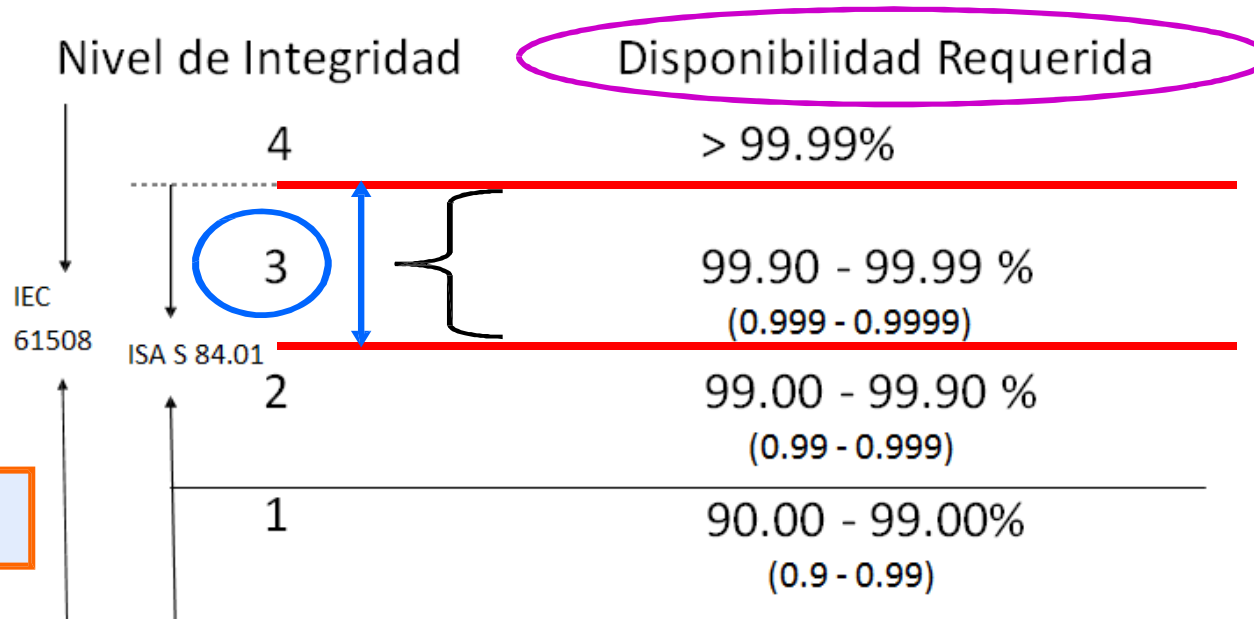 Nivel de Integridad Disponibilidad Requerida
4 > 99.99%
3 99.90 - 99.99 %
(0.999 - 0.9999)
IEC
61508
ISA S 84.01
2 99.00 - 99.90 %
(0.99 - 0.999)
1 90.00 - 99.00%
(0.9 - 0.99)